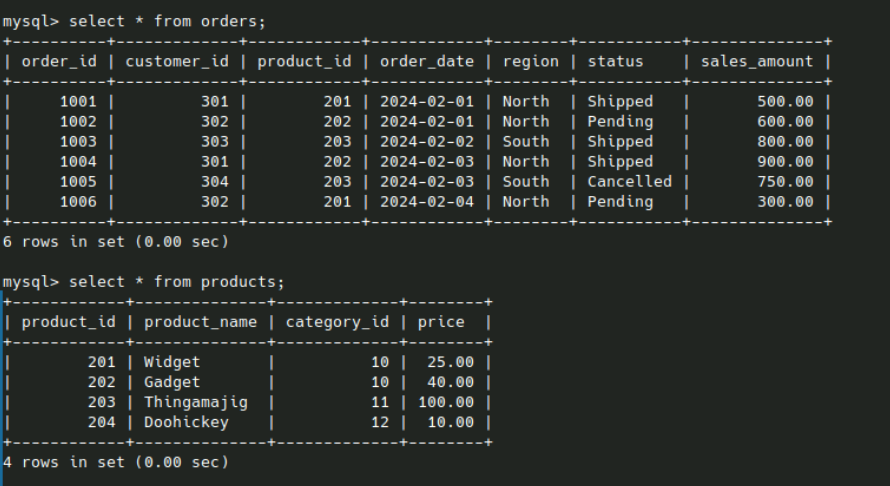 mysql> select * from orders;
+----------+-------------+------------+------------+--------+-----------+--------------+
| order_id | customer_id | product_id | order_date | region | status    | sales_amount |
+----------+-------------+------------+------------+--------+-----------+--------------+
|     1001 |         301 |        201 | 2024-02-01 | North  | Shipped   |       500.00 |
|     1002 |         302 |        202 | 2024-02-01 | North  | Pending   |       600.00 |
|     1003 |         303 |        203 | 2024-02-02 | South  | Shipped   |       800.00 |
|     1004 |         301 |        202 | 2024-02-03 | North  | Shipped   |       900.00 |
|     1005 |         304 |        203 | 2024-02-03 | South  | Cancelled |       750.00 |
|     1006 |         302 |        201 | 2024-02-04 | North  | Pending   |       300.00 |
+----------+-------------+------------+------------+--------+-----------+--------------+
6 rows in set (0.00 sec)
mysql> select * from products;
+------------+--------------+-------------+--------+
| product_id | product_name | category_id | price  |
+------------+--------------+-------------+--------+
|        201 | Widget       |          10 |  25.00 |
|        202 | Gadget       |          10 |  40.00 |
|        203 | Thingamajig  |          11 | 100.00 |
|        204 | Doohickey    |          12 |  10.00 |
+------------+--------------+-------------+--------+
4 rows in set (0.00 sec)